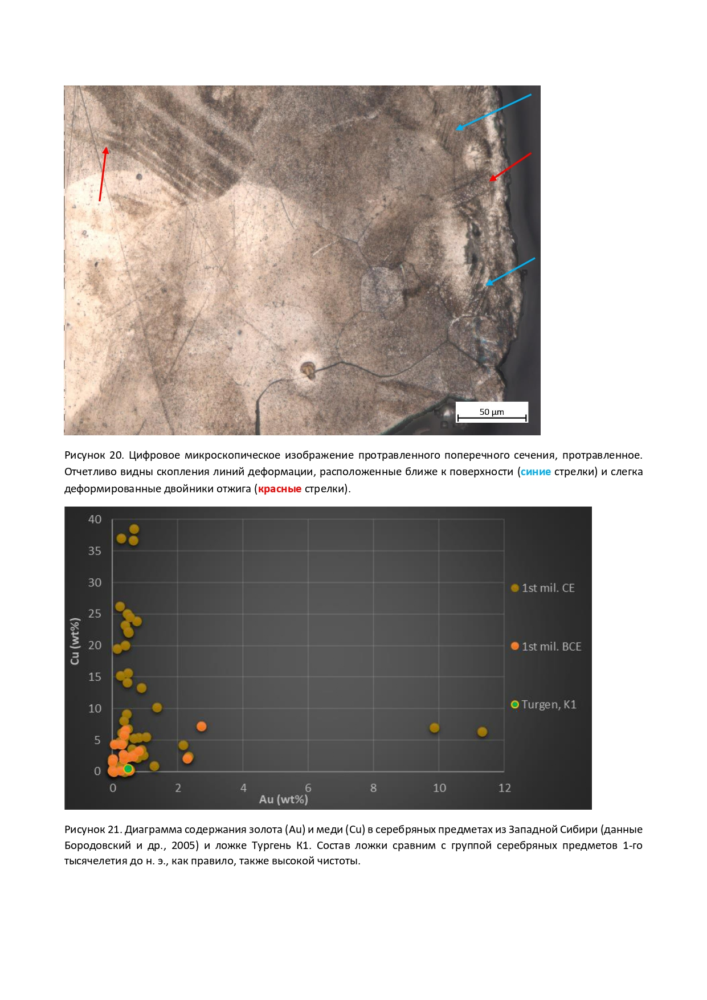 50 µm
Рисунок 20. Цифровое микроскопическое изображение протравленного поперечного сечения, протравленное.
Отчетливо видны скопления линий деформации, расположенные ближе к поверхности (синие стрелки) и слегка
деформированные двойники отжига (красные стрелки).
40
35
30
25
20
15
10
5
0
Cu (wt%)
0 2 4 6 8 10 12
Au (wt%)
1st mil. CE
1st mil. BCE
Turgen, K1
Рисунок 21. Диаграмма содержания золота (Au) и меди (Cu) в серебряных предметах из Западной Сибири (данные
Бородовский и др., 2005) и ложке Тургень К1. Состав ложки сравним с группой серебряных предметов 1-го
тысячелетия до н. э., как правило, также высокой чистоты.